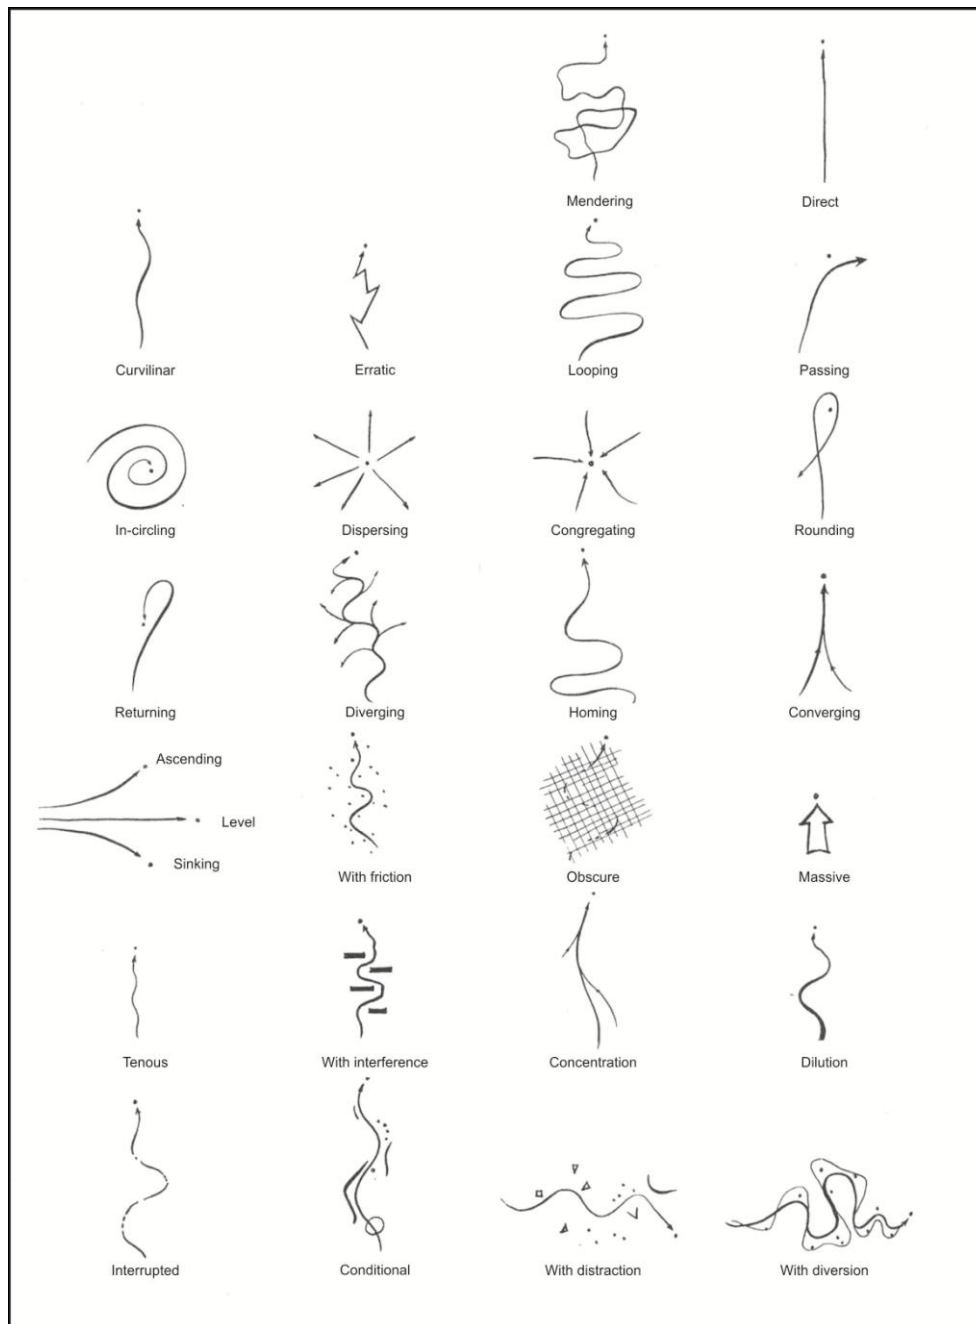 Mendering
Direct
Curvilinar
Erratic
Looping
Passing
In-circling
Dispersing
Congregating
Rounding
Returning
Diverging
Homing
Converging
Ascending
Level
Sinking
With friction
Obscure
Massive
Tenous
With interference
Concentration
Dilution
Interrupted
Conditional
With distraction
With diversion